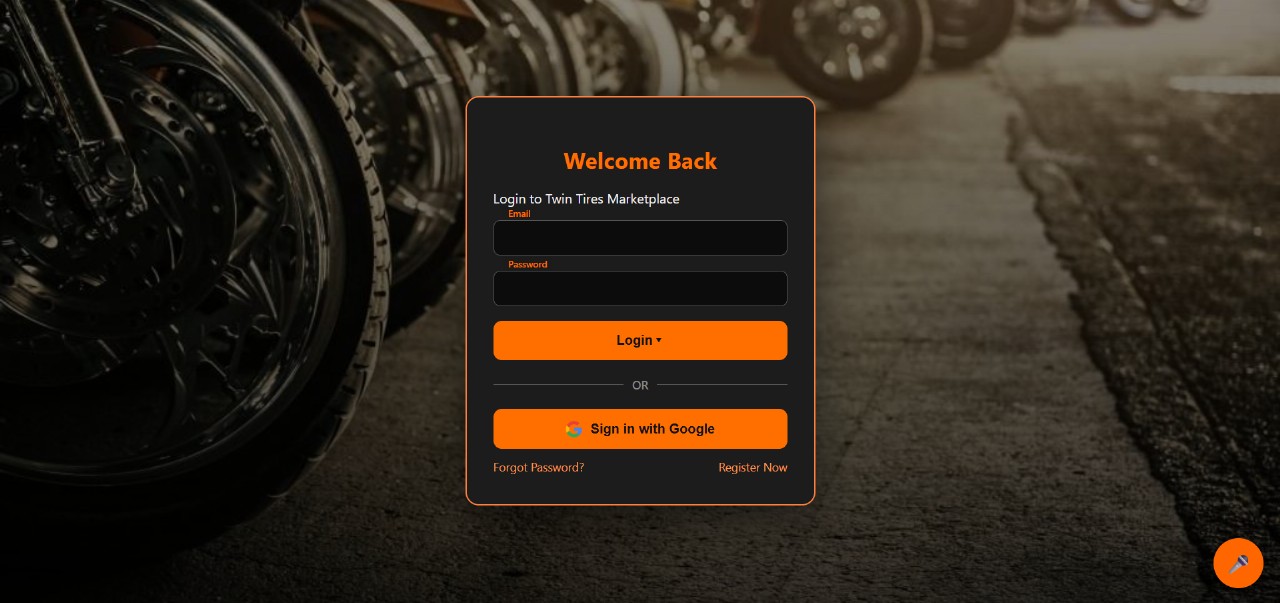 Welcome Back
Login to Twin Tires Marketplace
Email
Password
Login ▾
OR
Sign in with Google
Forgot Password? Register Now